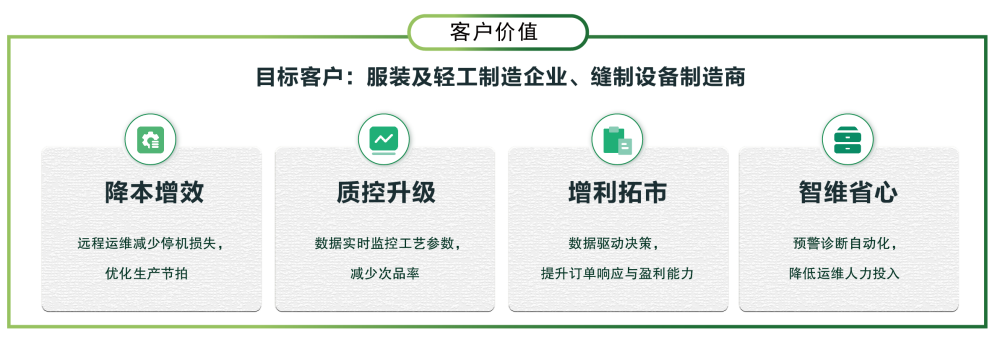 客户价值
目标客户：服装及轻工制造企业、缝制设备制造商
降本增效
远程运维减少停机损失，
优化生产节拍
质控升级
数据实时监控工艺参数，
减少次品率
增利拓市
数据驱动决策，
提升订单响应与盈利能力
智维省心
预警诊断自动化，
降低运维人力投入